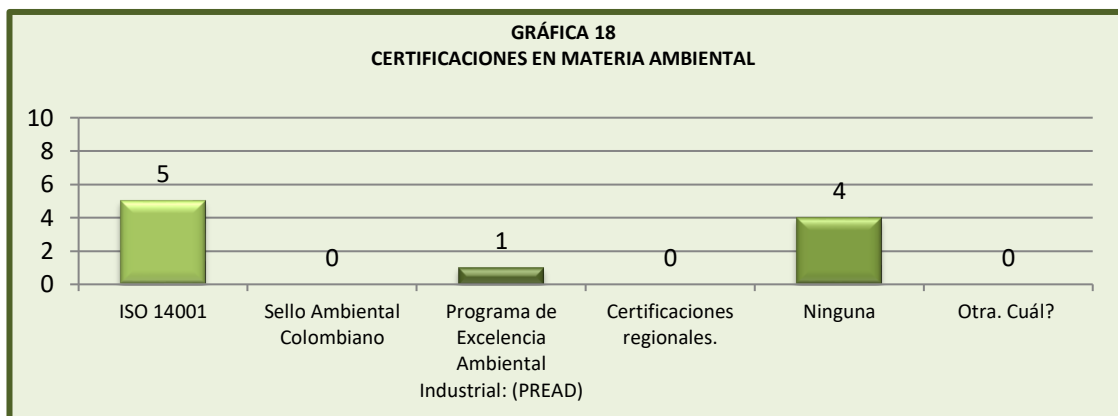 GRÁFICA 18
CERTIFICACIONES EN MATERIA AMBIENTAL
10
8
6
4
2
0
5
0
1
0
4
0
ISO 14001
Sello Ambiental
Colombiano
Programa de
Excelencia
Ambiental
Industrial: (PREAD)
Certificaciones
regionales.
Ninguna
Otra. Cuál?